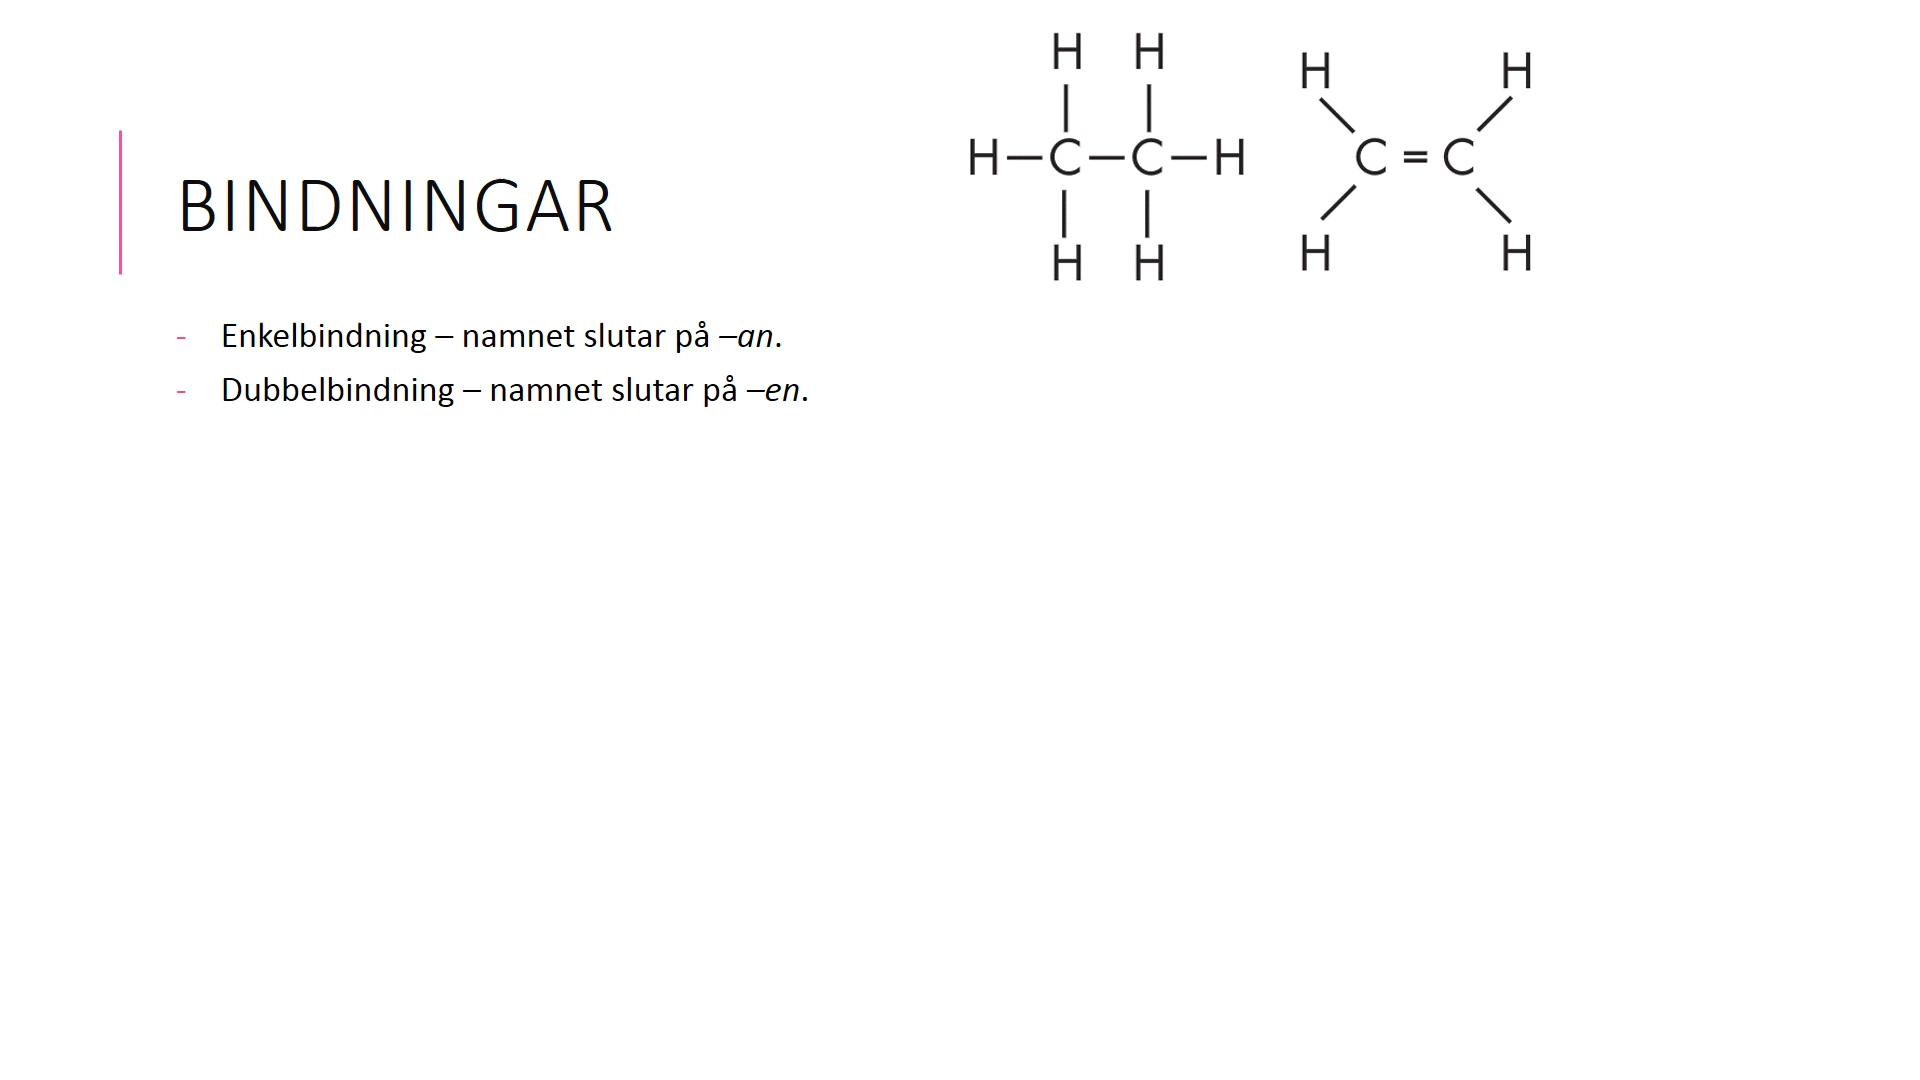 BINDNINGAR
- Enkelbindning – namnet slutar på –an.
- Dubbelbindning – namnet slutar på –en.
H H
H—C—C—H
H H
H H
C = C
H H